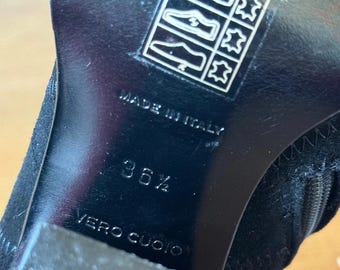 MADE IN ITALY
36½
VERO CUOIO